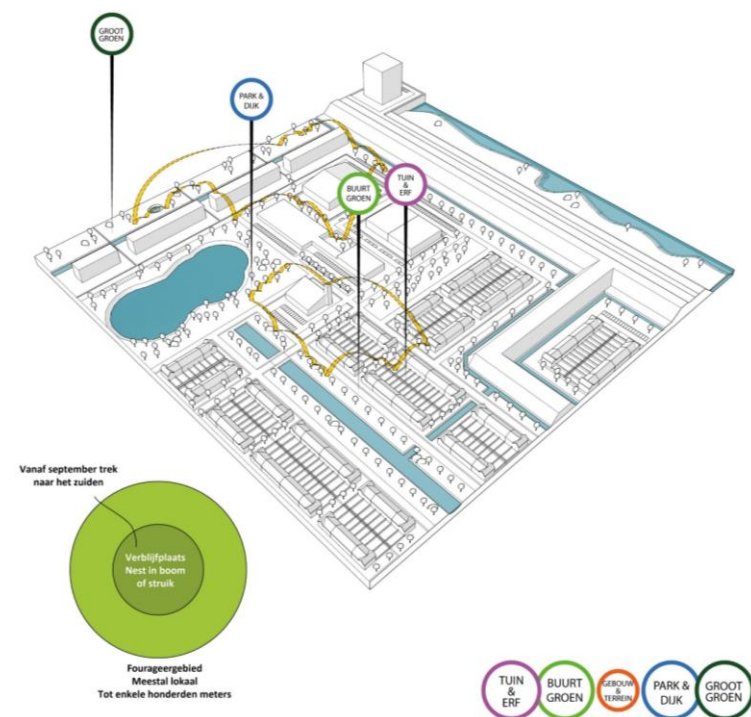 GROOT
GROEN
PARK &
DIJK
BUURT
GROEN
TUIN
&
ERF
Vanaf september trek
naar het zuiden
Verblijfplaats
Nest in boom
of struik
Fourageergebied
Meestal lokaal
Tot enkele honderden meters
TUIN
&
ERF
BUURT
GROEN
GEBOUW
&
TERREIN
PARK &
DIJK
GROOT
GROEN